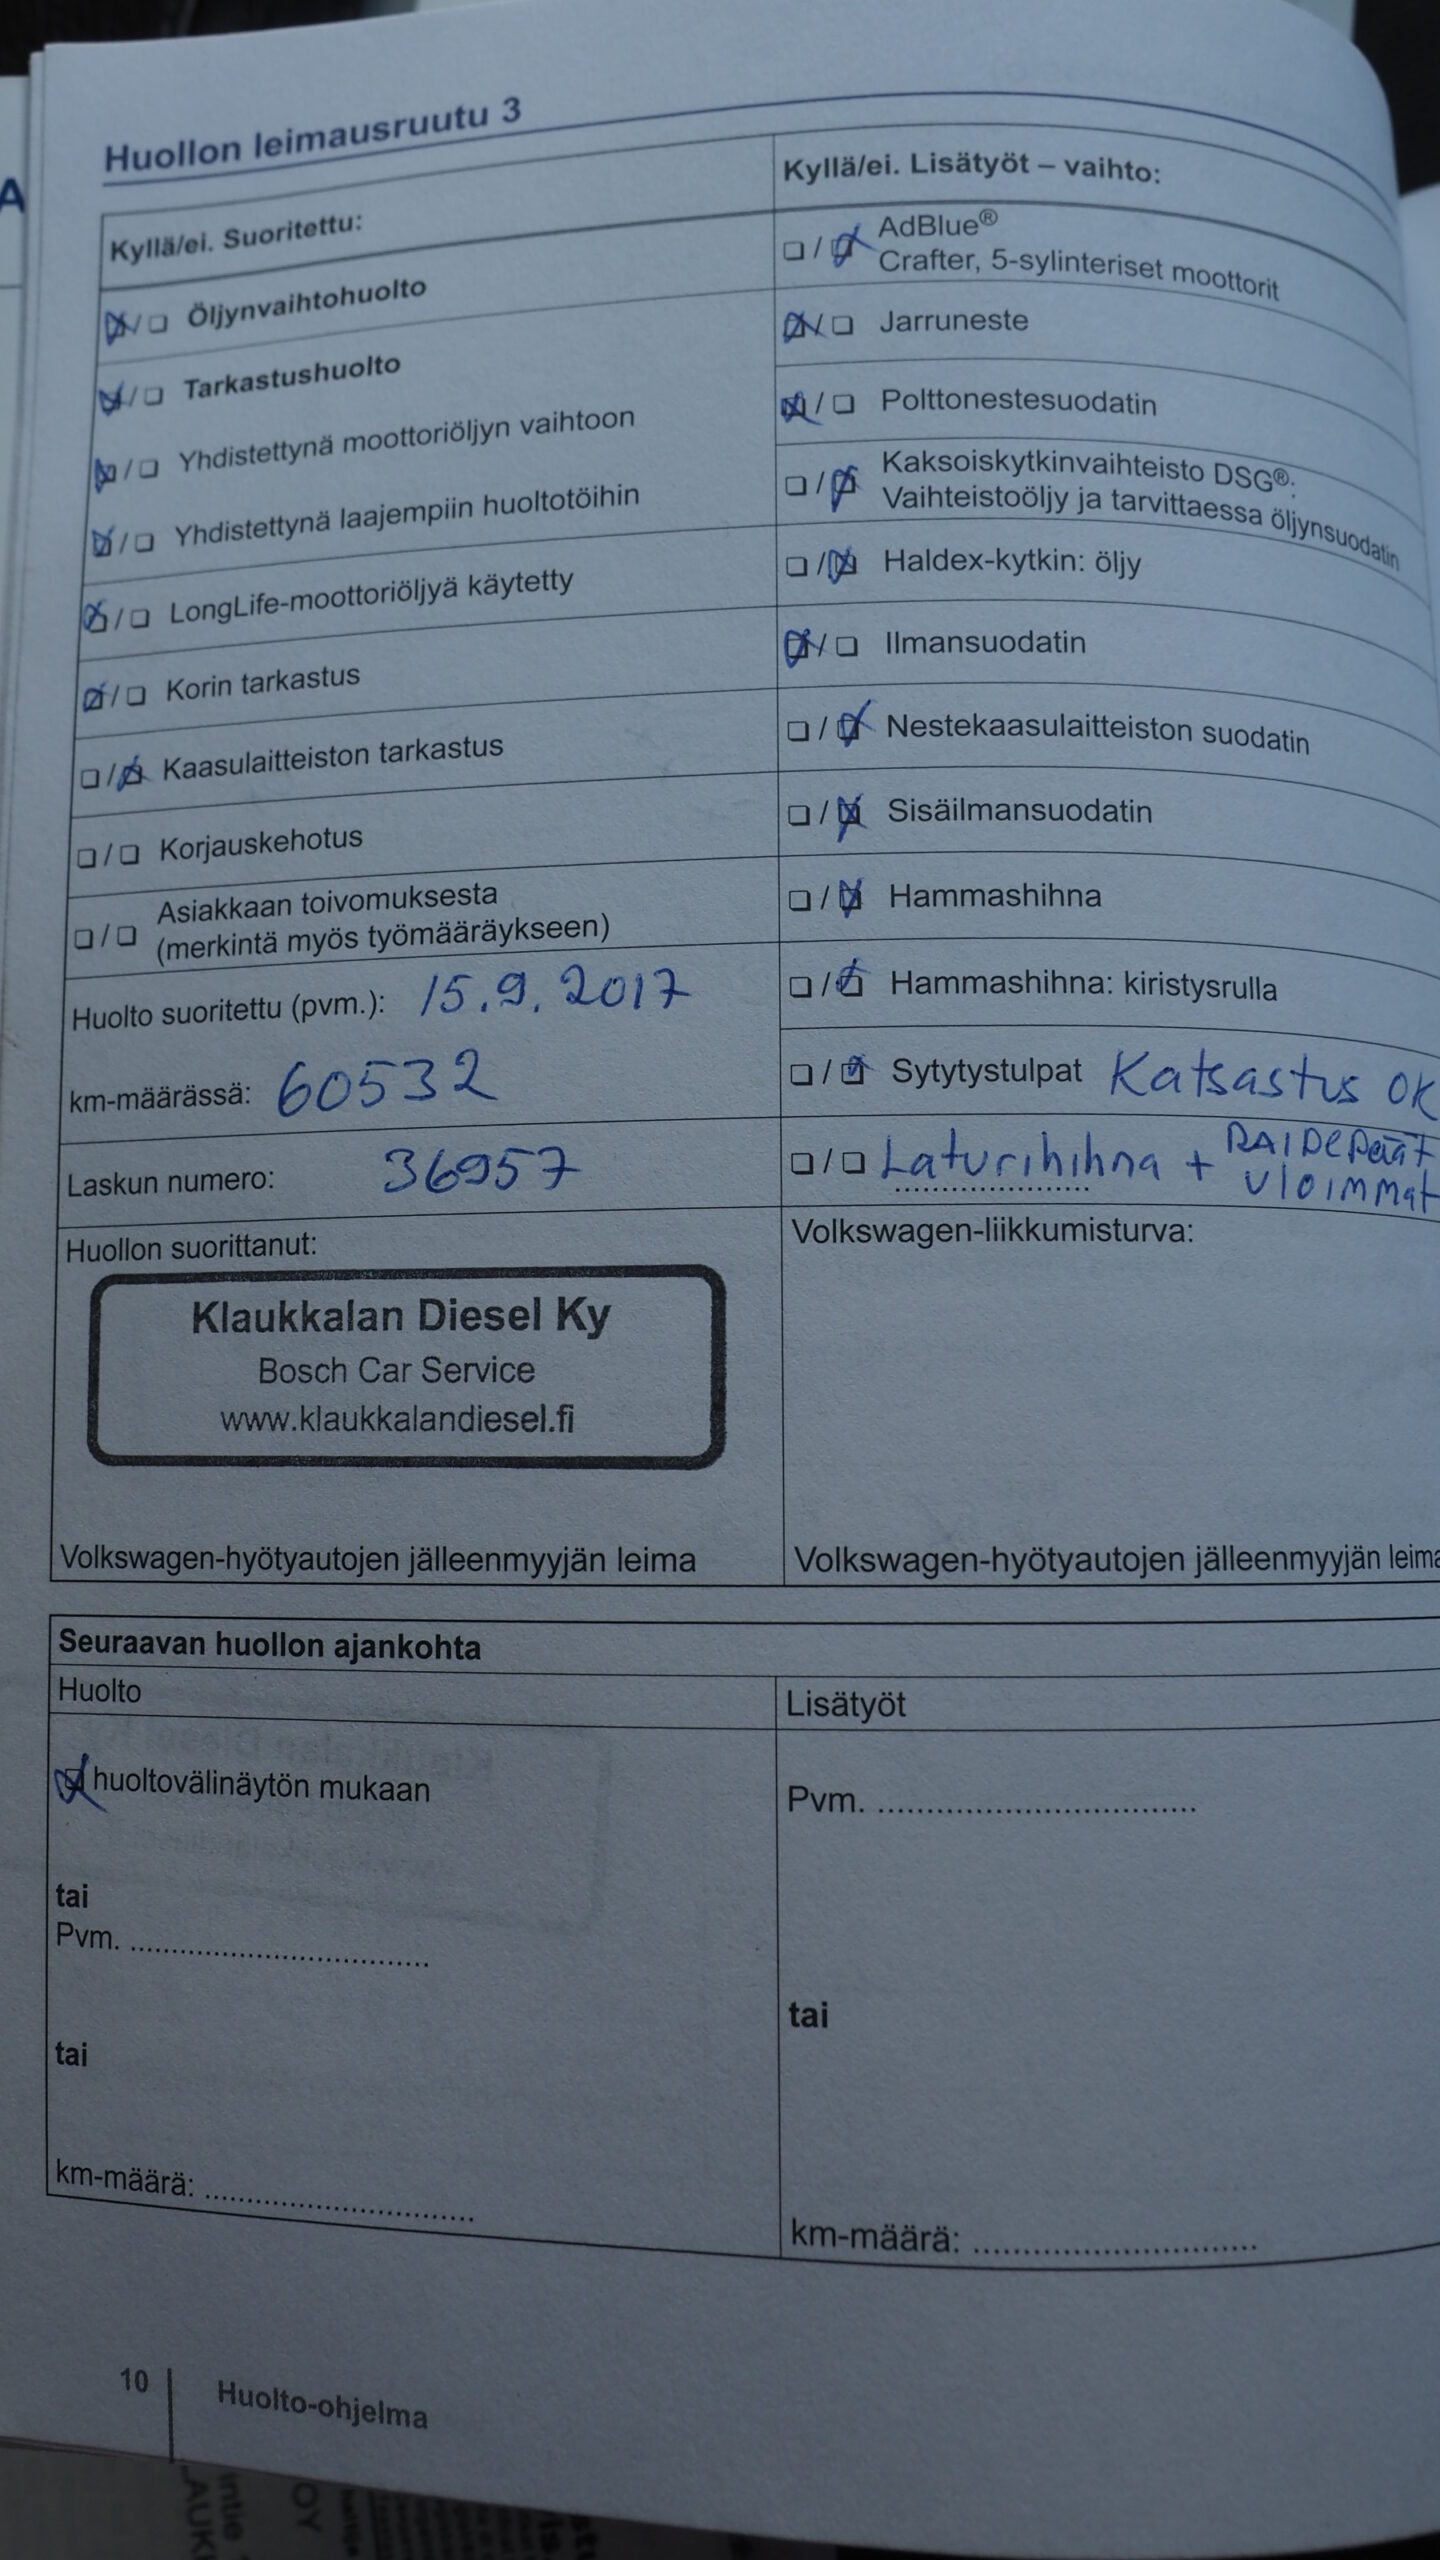 Huollon leimausruutu 3
Kyllä/ei. Suoritettu:
Öljynvaihtohuolto
Tarkastushuolto
Yhdistettynä moottoriöljyn vaihtoon
Yhdistettynä laajempiin huoltotöihin
LongLife-moottoriöljyä käytetty
Korin tarkastus
Kaasulaitteiston tarkastus
Korjauskehotus
Asiakkaan toivomuksesta
(merkintä myös työmääräykseen)
Huolto suoritettu (pvm.): 15.9.2017
km-määrässä: 60532
Laskun numero: 36957
Huollon suorittanut:
Klaukkalan Diesel Ky
Bosch Car Service
www.klaukkalandiesel.fi
Volkswagen-hyötyautojen jälleenmyyjän leima
Kyllä/ei. Lisätyöt – vaihto:
AdBlue®
Crafter, 5-sylinteriset moottorit
Jarruneste
Polttonestesuodatin
Kaksoiskytkinvaihteisto DSG®:
Vaihteistoöljy ja tarvittaessa öljynsuodatin
Haldex-kytkin: öljy
Ilmansuodatin
Nestekaasulaitteiston suodatin
Sisäilmansuodatin
Hammashihna
Hammashihna: kiristysrulla
Sytytystulpat Katsastus OK
Laturihihna + RAIDEPäät
uloimmat
Volkswagen-liikkumisturva:
Volkswagen-hyötyautojen jälleenmyyjän leima
Seuraavan huollon ajankohta
Huolto
huoltovälinäytön mukaan
tai
Pvm. ....................................
tai
km-määrä: .................................
Lisätyöt
Pvm. .......................................
tai
km-määrä: ..................................
10
Huolto-ohjelma